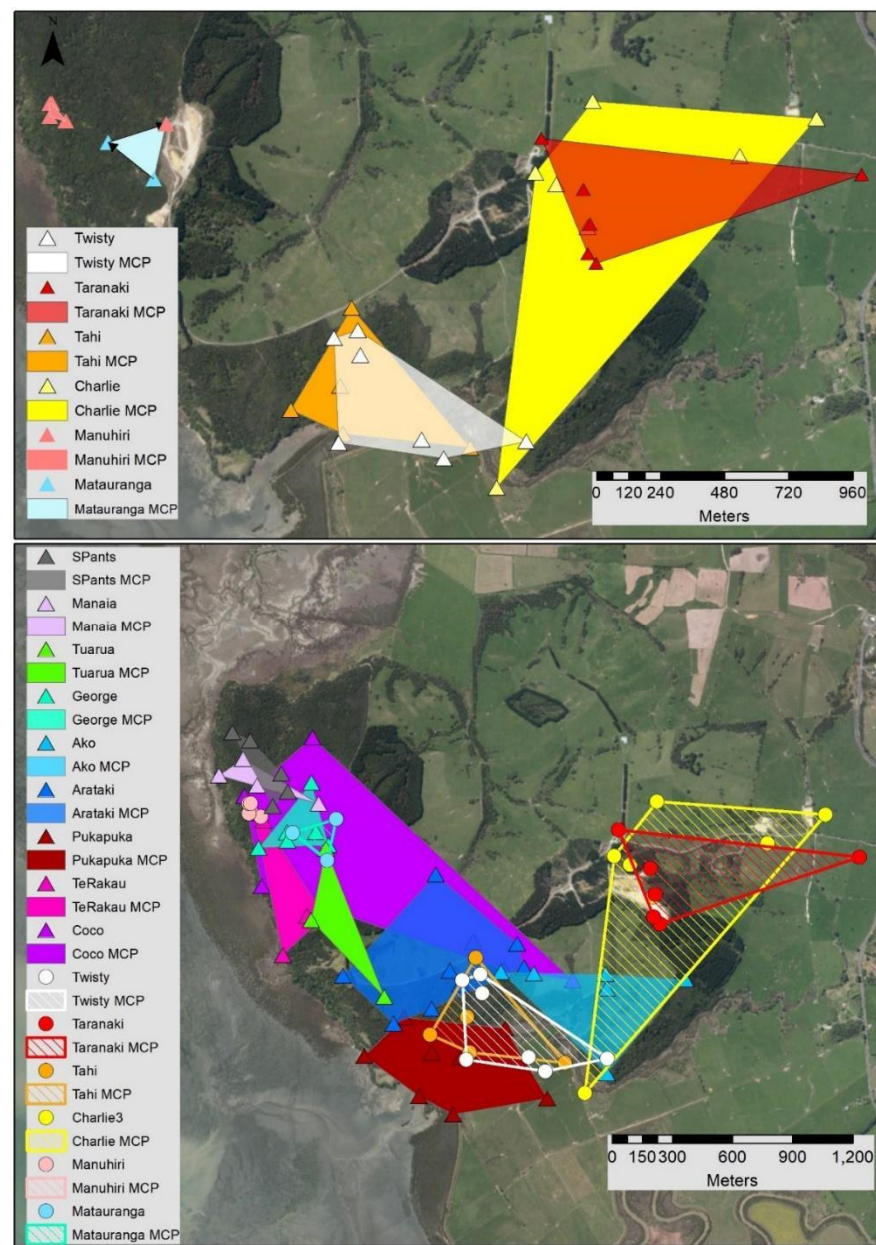 N
Twisty
Twisty MCP
Taranaki
Taranaki MCP
Tahi
Tahi MCP
Charlie
Charlie MCP
Manuhiri
Manuhiri MCP
Matauranga
Matauranga MCP
0 120 240 480 720 960
Meters
SPants
SPants MCP
Manaia
Manaia MCP
Tuarua
Tuarua MCP
George
George MCP
Ako
Ako MCP
Arataki
Arataki MCP
Pukapuka
Pukapuka MCP
TeRakau
TeRakau MCP
Coco
Coco MCP
Twisty
Twisty MCP
Taranaki
Taranaki MCP
Tahi
Tahi MCP
Charlie3
Charlie MCP
Manuhiri
Manuhiri MCP
Matauranga
Matauranga MCP
0 150 300 600 900 1,200
Meters